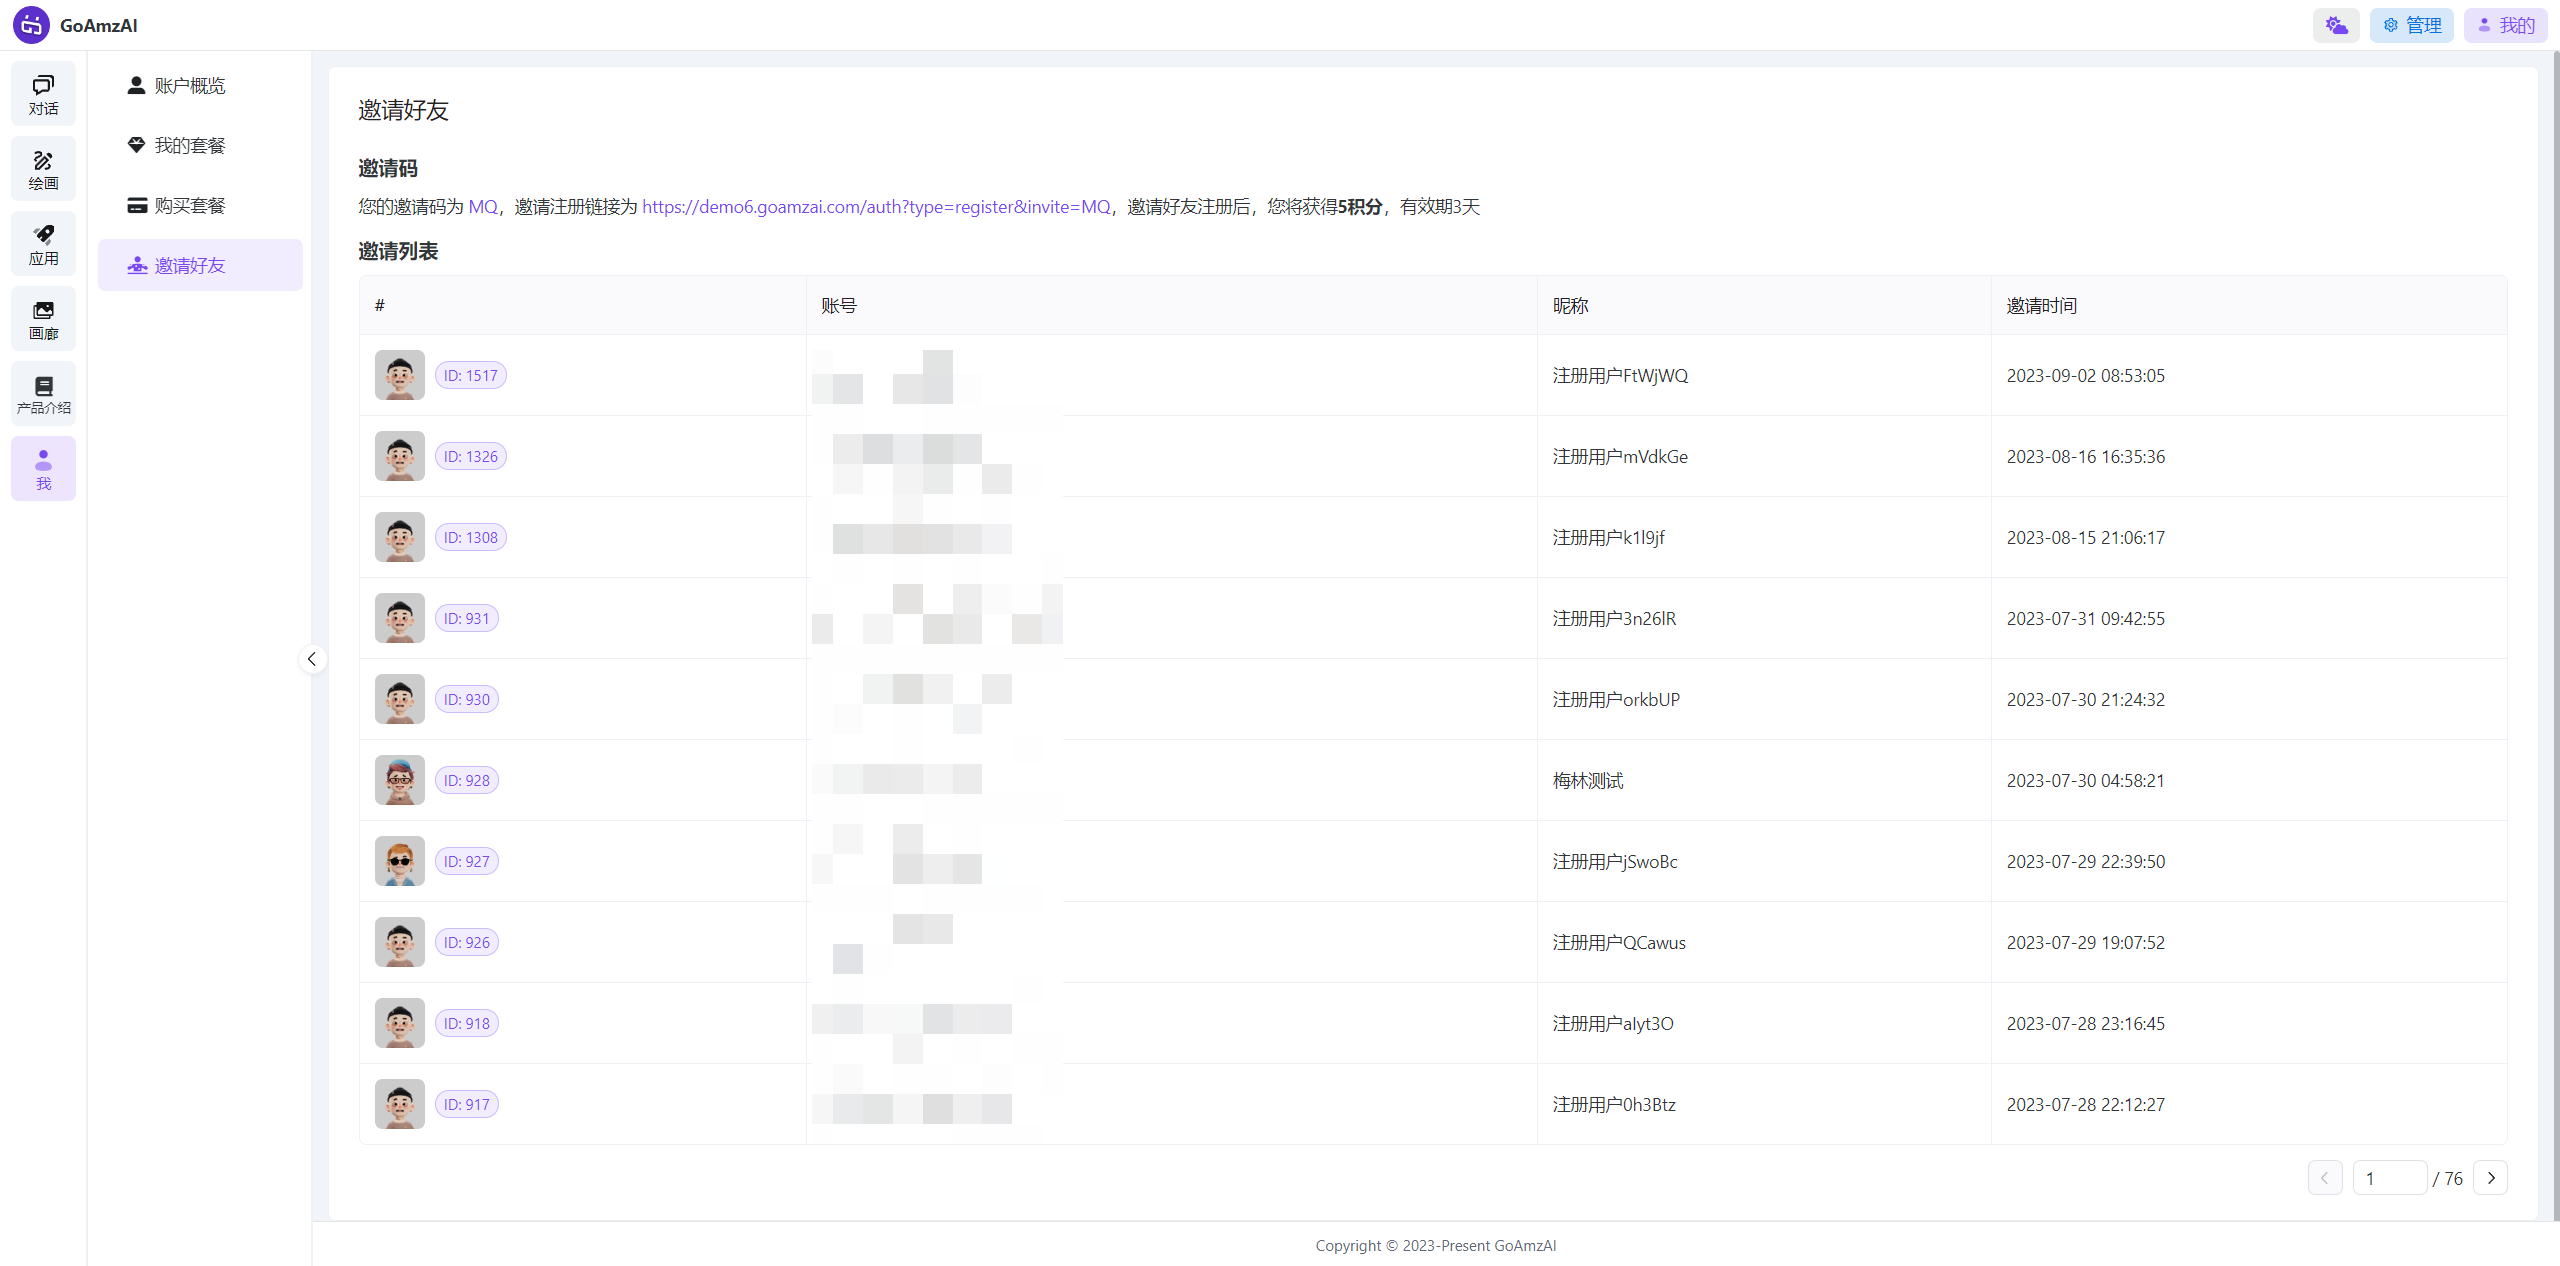 GoAmzAI
管理
我的
对话
绘画
应用
画廊
产品介绍
我
账户概览
我的套餐
购买套餐
邀请好友
邀请好友
邀请码
您的邀请码为 MQ，邀请注册链接为 https://demo6.goamzai.com/auth?type=register&invite=MQ，邀请好友注册后，您将获得5积分，有效期3天
邀请列表
# 账号 昵称 邀请时间
ID: 1517 注册用户FtWjWQ 2023-09-02 08:53:05
ID: 1326 注册用户mVdkGe 2023-08-16 16:35:36
ID: 1308 注册用户k1l9jf 2023-08-15 21:06:17
ID: 931 注册用户3n26lR 2023-07-31 09:42:55
ID: 930 注册用户orkbUP 2023-07-30 21:24:32
ID: 928 梅林测试 2023-07-30 04:58:21
ID: 927 注册用户jSwoBc 2023-07-29 22:39:50
ID: 926 注册用户QCawus 2023-07-29 19:07:52
ID: 918 注册用户aIyt3O 2023-07-28 23:16:45
ID: 917 注册用户0h3Btz 2023-07-28 22:12:27
1 / 76
Copyright © 2023-Present GoAmzAI